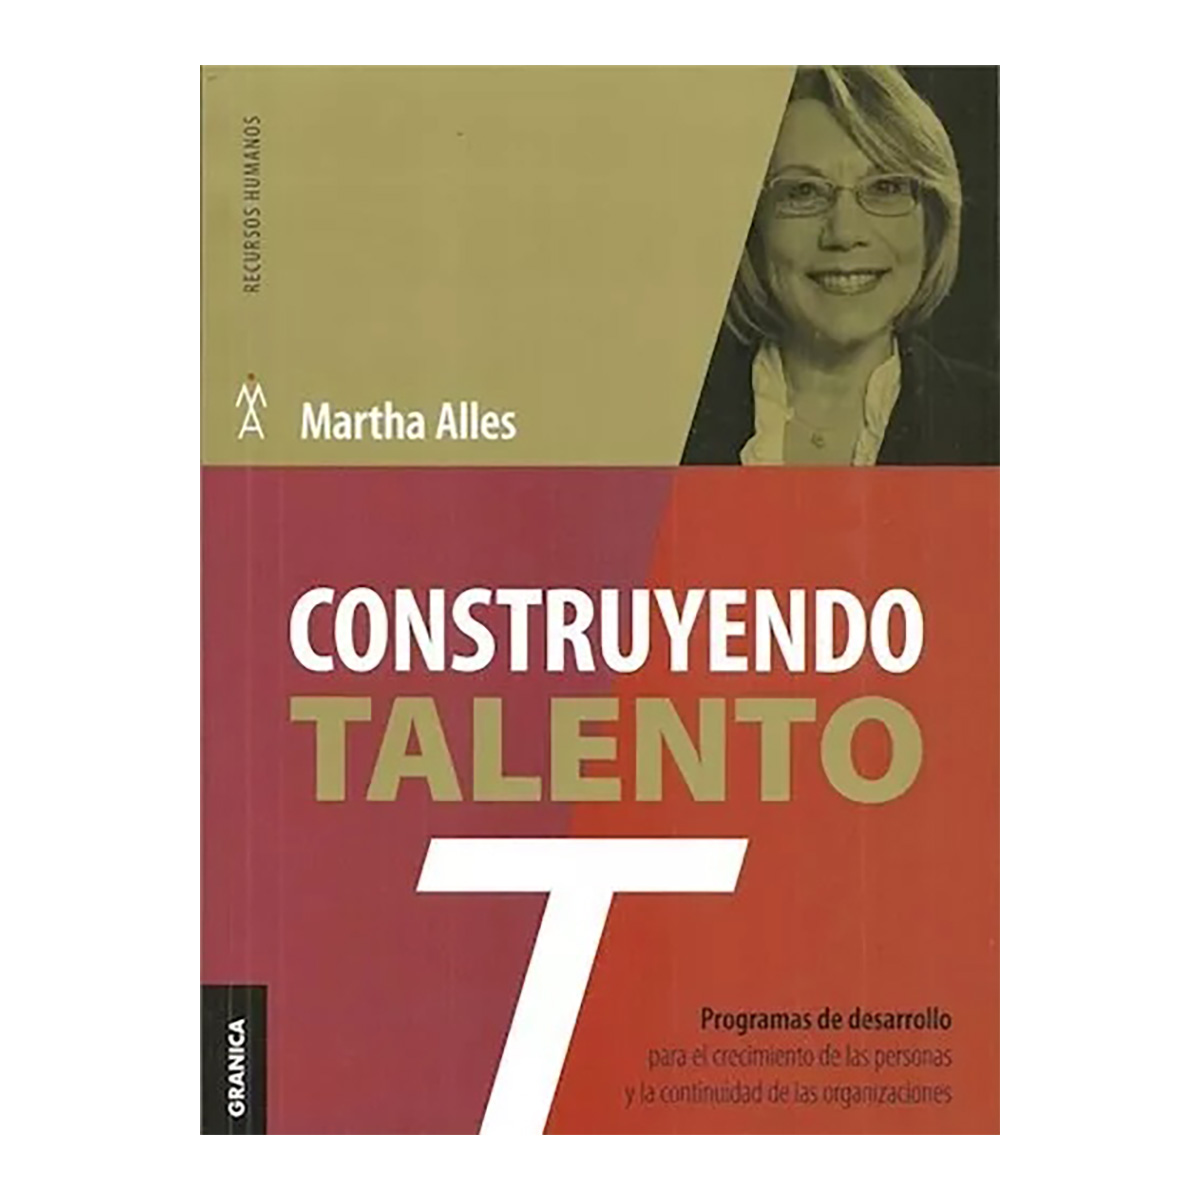 RECURSOS HUMANOS
MA
Martha Alles
CONSTRUYENDO
TALENTO
T
Programas de desarrollo
para el crecimiento de las personas
y la continuidad de las organizaciones
GRANICA